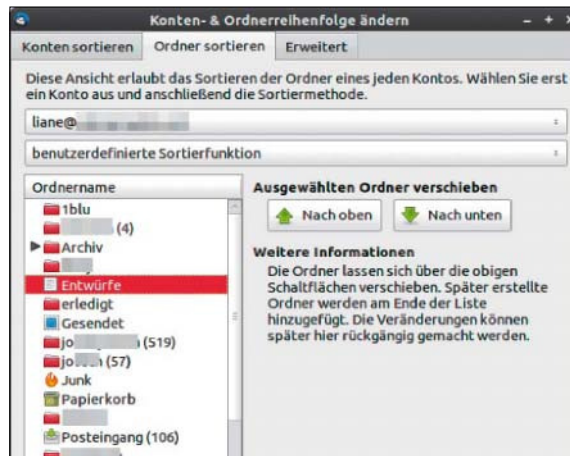 Konten- & Ordnerreihenfolge ändern
Konten sortieren Ordner sortieren Erweitert
Diese Ansicht erlaubt das Sortieren der Ordner eines jeden Kontos. Wählen Sie erst
ein Konto aus und anschließend die Sortiermethode.
liane@
benutzerdefinierte Sortierfunktion
Ordnername
1blu
(4)
Archiv
Entwürfe
erledigt
Gesendet
jo (519)
jo (57)
Junk
Papierkorb
Posteingang (106)
Ausgewählten Ordner verschieben
Nach oben Nach unten
Weitere Informationen
Die Ordner lassen sich über die obigen
Schaltflächen verschieben. Später erstellte
Ordner werden am Ende der Liste
hinzugefügt. Die Veränderungen können
später hier rückgängig gemacht werden.